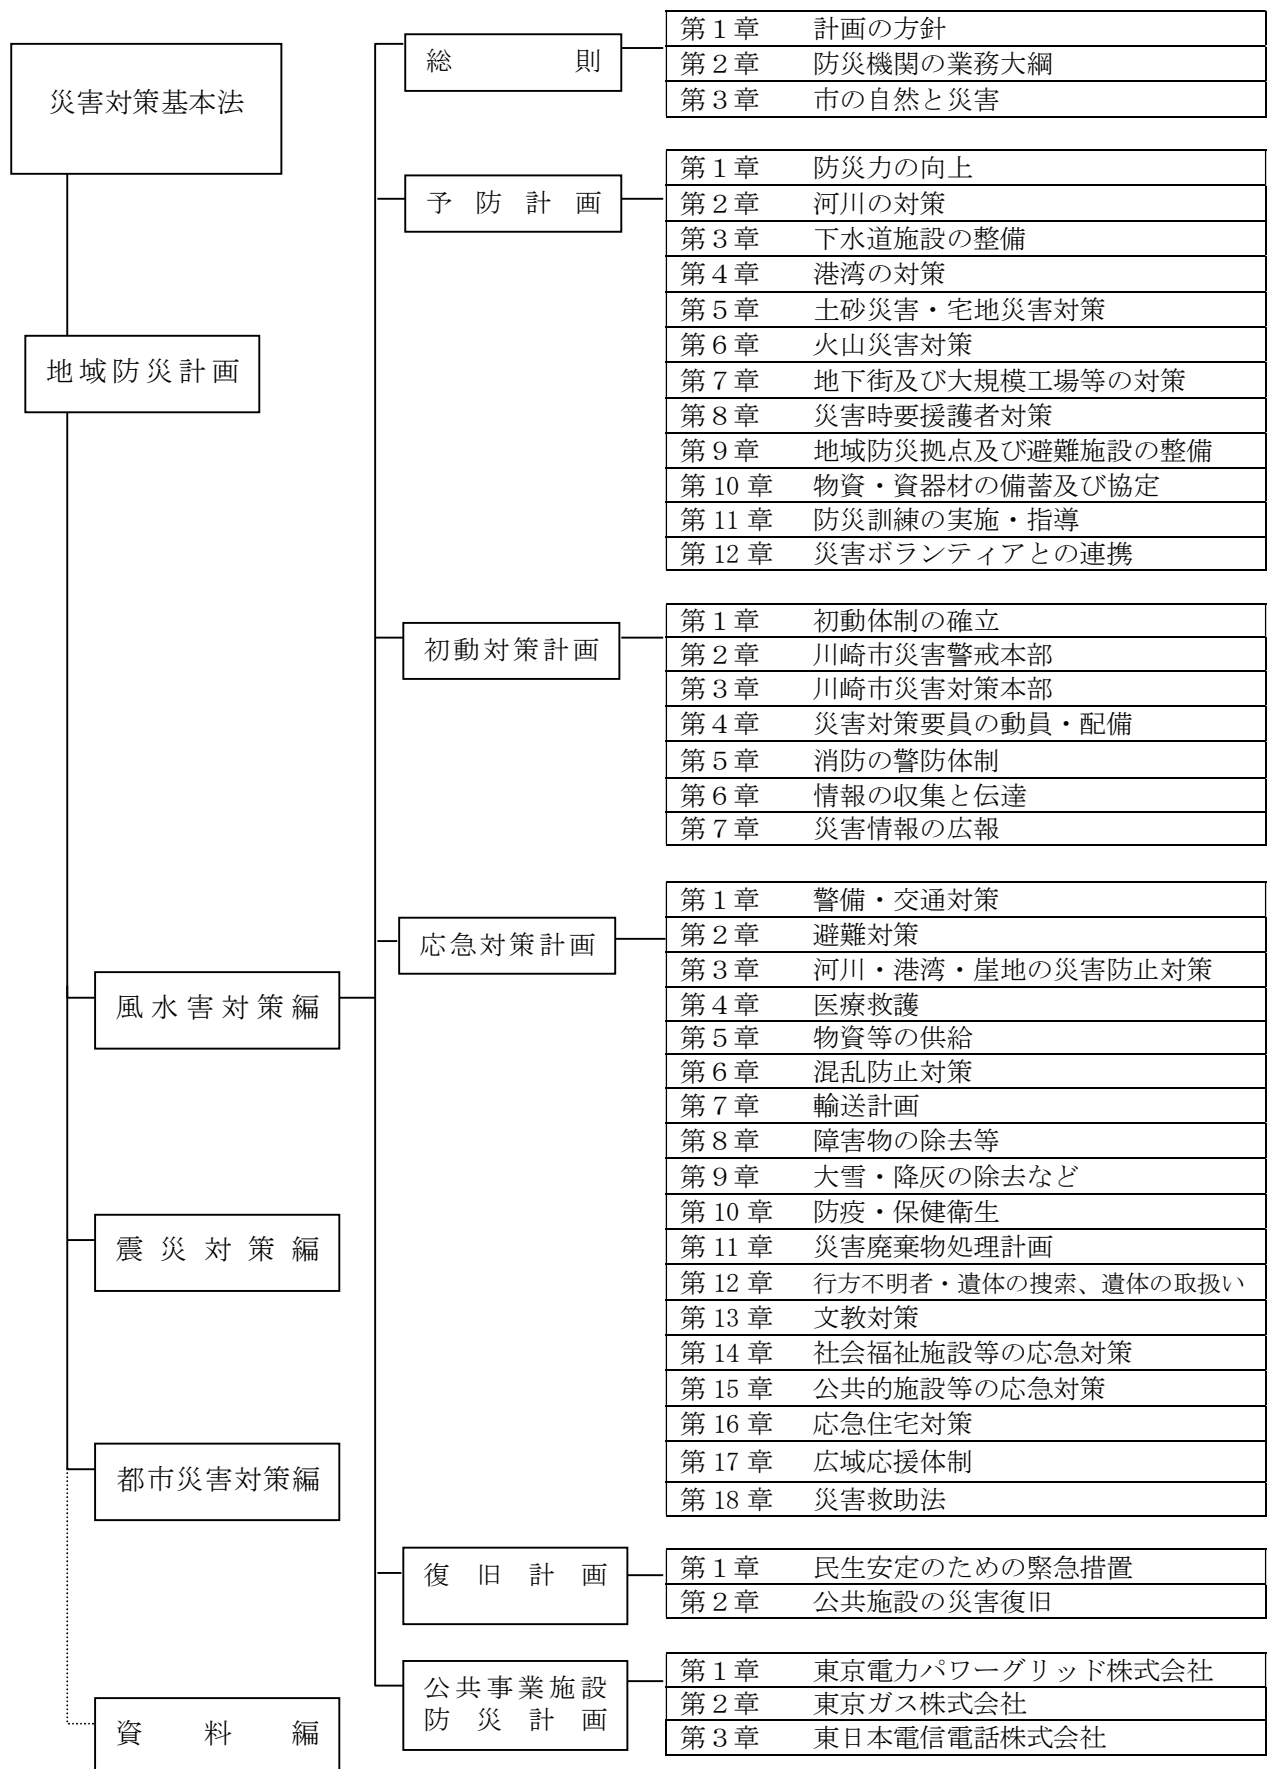 災害対策基本法
地域防災計画
風水害対策編
震災対策編
都市災害対策編
資料編
総則
第1章 計画の方針
第2章 防災機関の業務大綱
第3章 市の自然と災害
予防計画
第1章 防災力の向上
第2章 河川の対策
第3章 下水道施設の整備
第4章 港湾の対策
第5章 土砂災害・宅地災害対策
第6章 火山災害対策
第7章 地下街及び大規模工場等の対策
第8章 災害時要援護者対策
第9章 地域防災拠点及び避難施設の整備
第10章 物資・資器材の備蓄及び協定
第11章 防災訓練の実施・指導
第12章 災害ボランティアとの連携
初動対策計画
第1章 初動体制の確立
第2章 川崎市災害警戒本部
第3章 川崎市災害対策本部
第4章 災害対策要員の動員・配備
第5章 消防の警防体制
第6章 情報の収集と伝達
第7章 災害情報の広報
応急対策計画
第1章 警備・交通対策
第2章 避難対策
第3章 河川・港湾・崖地の災害防止対策
第4章 医療救護
第5章 物資等の供給
第6章 混乱防止対策
第7章 輸送計画
第8章 障害物の除去等
第9章 大雪・降灰の除去など
第10章 防疫・保健衛生
第11章 災害廃棄物処理計画
第12章 行方不明者・遺体の捜索、遺体の取扱い
第13章 文教対策
第14章 社会福祉施設等の応急対策
第15章 公共的施設等の応急対策
第16章 応急住宅対策
第17章 広域応援体制
第18章 災害救助法
復旧計画
第1章 民生安定のための緊急措置
第2章 公共施設の災害復旧
公共事業施設
防災計画
第1章 東京電力パワーグリッド株式会社
第2章 東京ガス株式会社
第3章 東日本電信電話株式会社